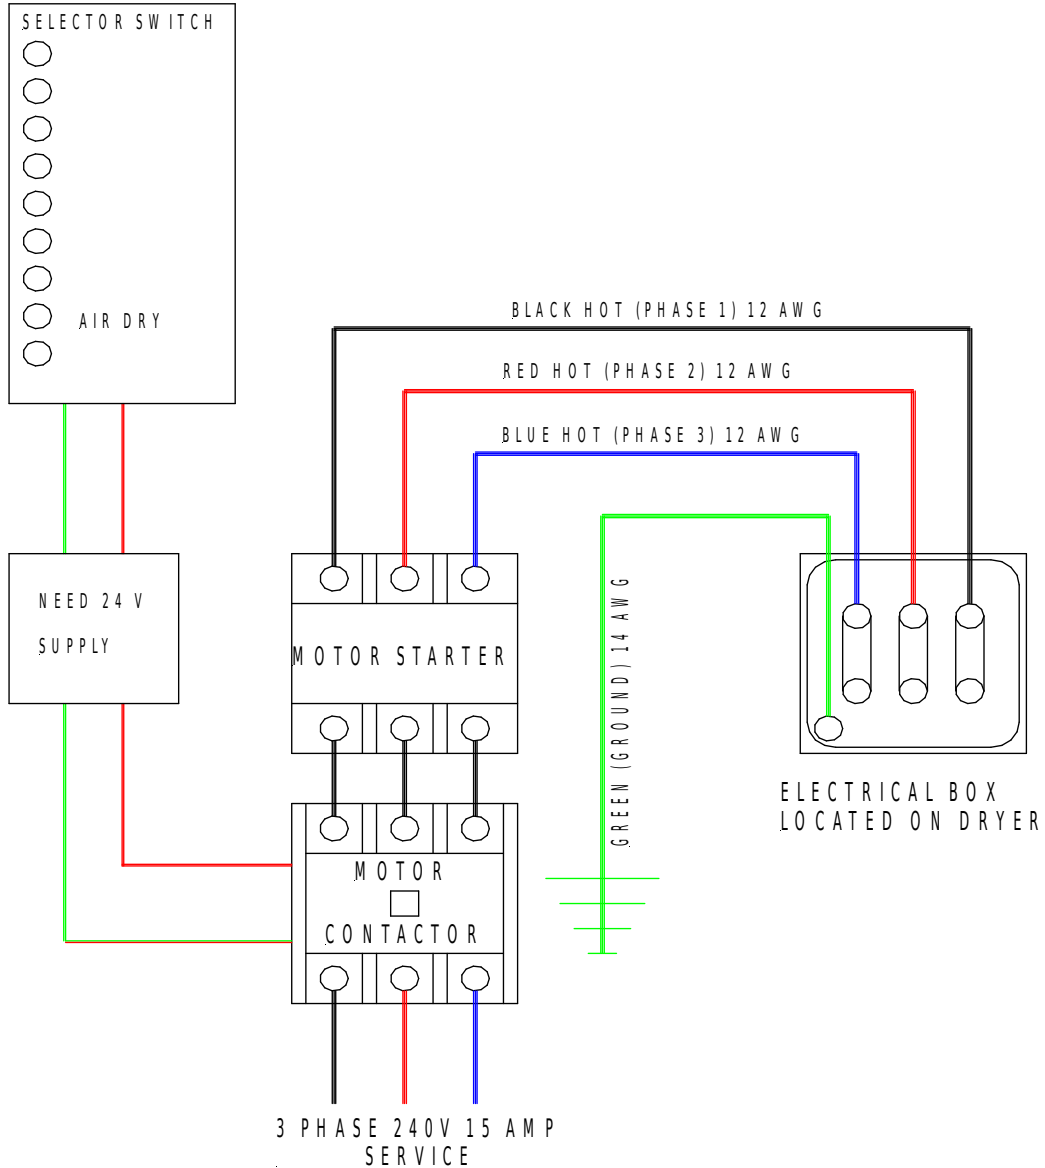 SELECTOR SWITCH
AIR DRY
BLACK HOT (PHASE 1) 12 AWG
RED HOT (PHASE 2) 12 AWG
BLUE HOT (PHASE 3) 12 AWG
NEED 24 V
SUPPLY
MOTOR STARTER
GREEN (GROUND) 14 AWG
ELECTRICAL BOX
LOCATED ON DRYER
MOTOR
CONTACTOR
3 PHASE 240V 15 AMP
SERVICE